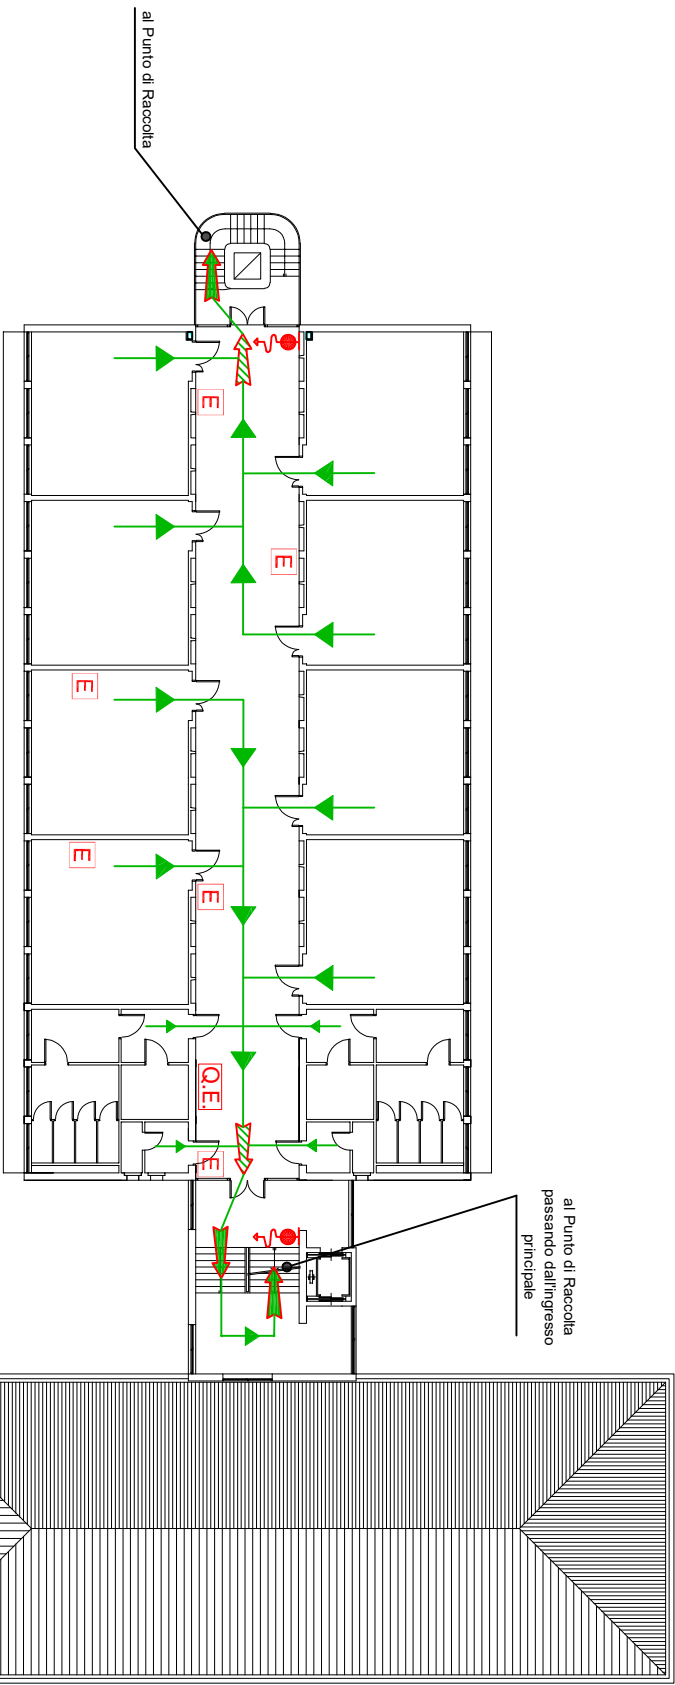 al Punto di Raccolta
E
E
E
E
E
Q.E.
E
al Punto di Raccolta
passando dall'ingresso
principale